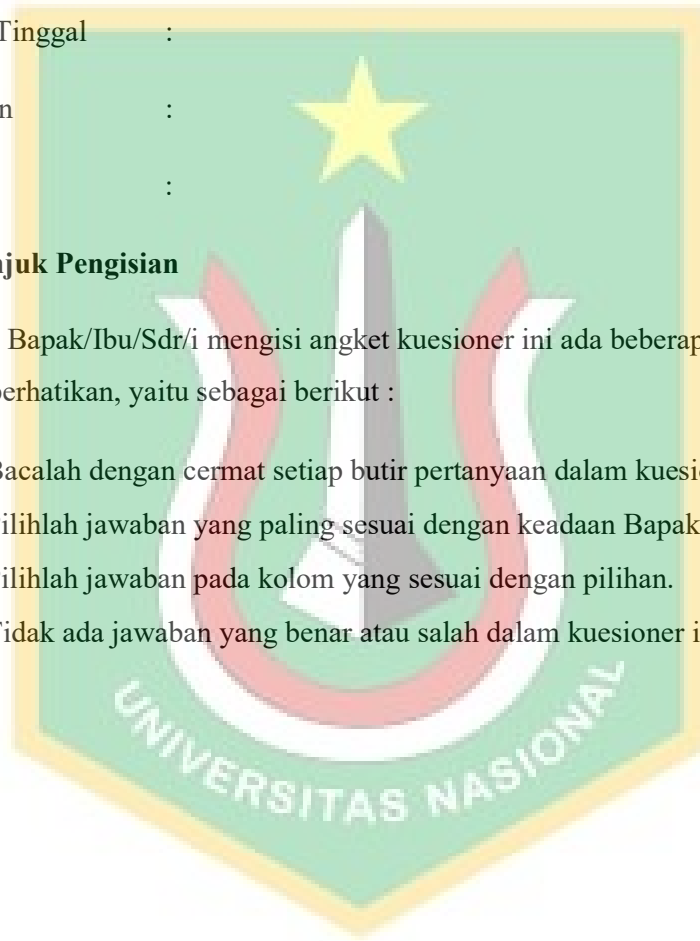 Tinggal :
n :
:
juk Pengisian
Bapak/Ibu/Sdr/i mengisi angket kuesioner ini ada beberap
perhatikan, yaitu sebagai berikut :
Bacalah dengan cermat setiap butir pertanyaan dalam kuesi
ilihlah jawaban yang paling sesuai dengan keadaan Bapak
ilihlah jawaban pada kolom yang sesuai dengan pilihan.
Tidak ada jawaban yang benar atau salah dalam kuesioner i
UNIVERSITAS NASIONAL